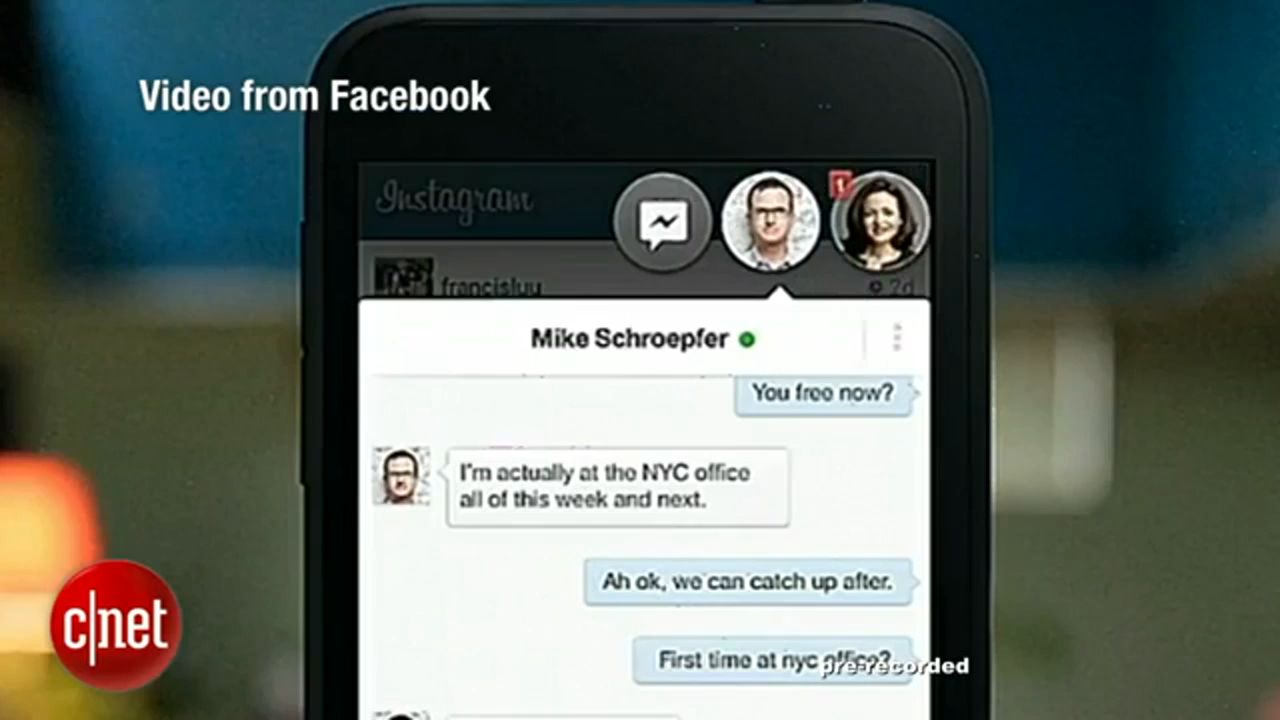 Video from Facebook
Instagram
1
francisluu
2d
Mike Schroepfer
You free now?
I'm actually at the NYC office
all of this week and next.
Ah ok, we can catch up after.
First time at nyc office?
pre-recorded
c|net